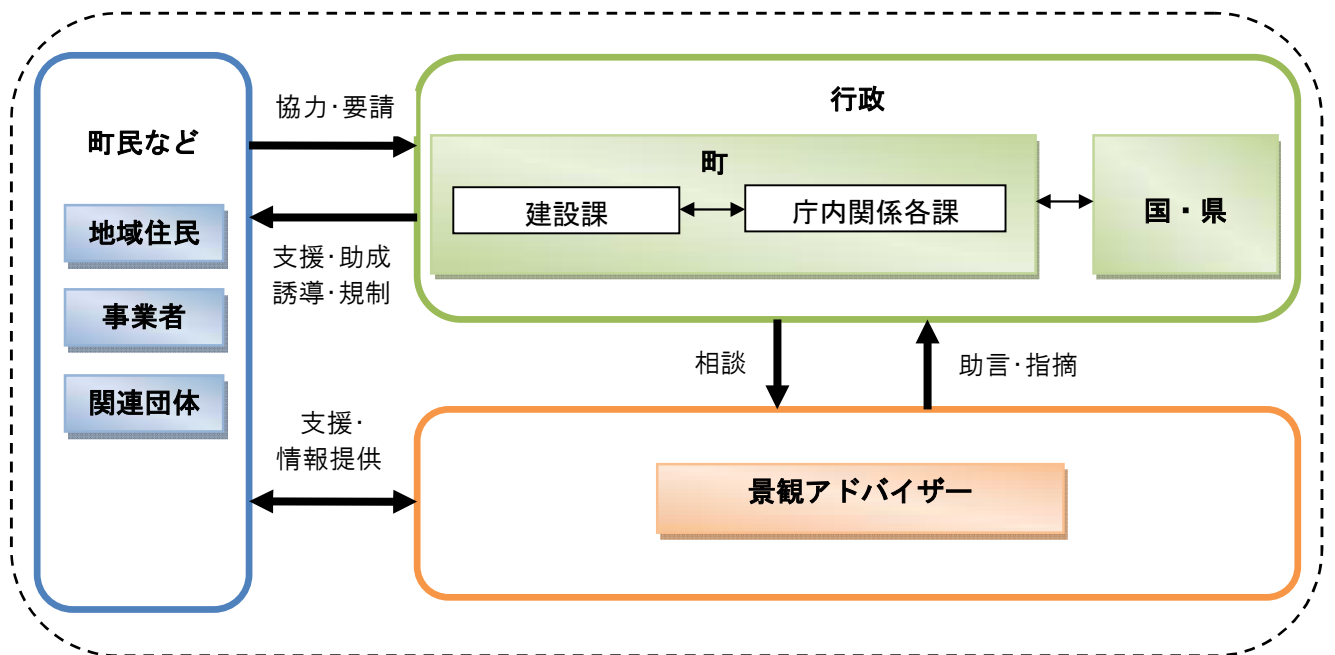 町民など
地域住民
事業者
関連団体
協力・要請
支援・助成
誘導・規制
支援・
情報提供
行政
町
建設課
庁内関係各課
国・県
相談
助言・指摘
景観アドバイザー